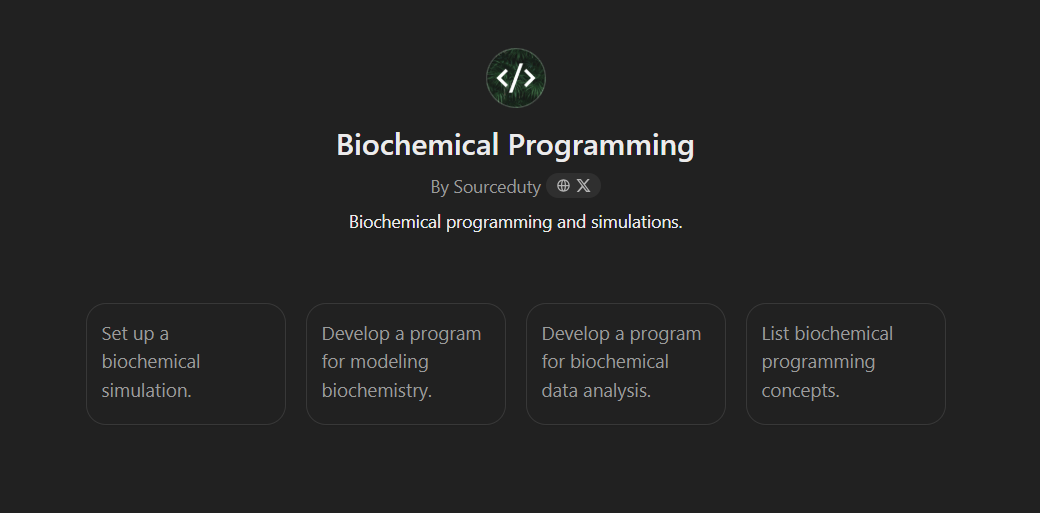 </>
Biochemical Programming
By Sourceduty
Biochemical programming and simulations.
Set up a
biochemical
simulation.
Develop a program
for modeling
biochemistry.
Develop a program
for biochemical
data analysis.
List biochemical
programming
concepts.